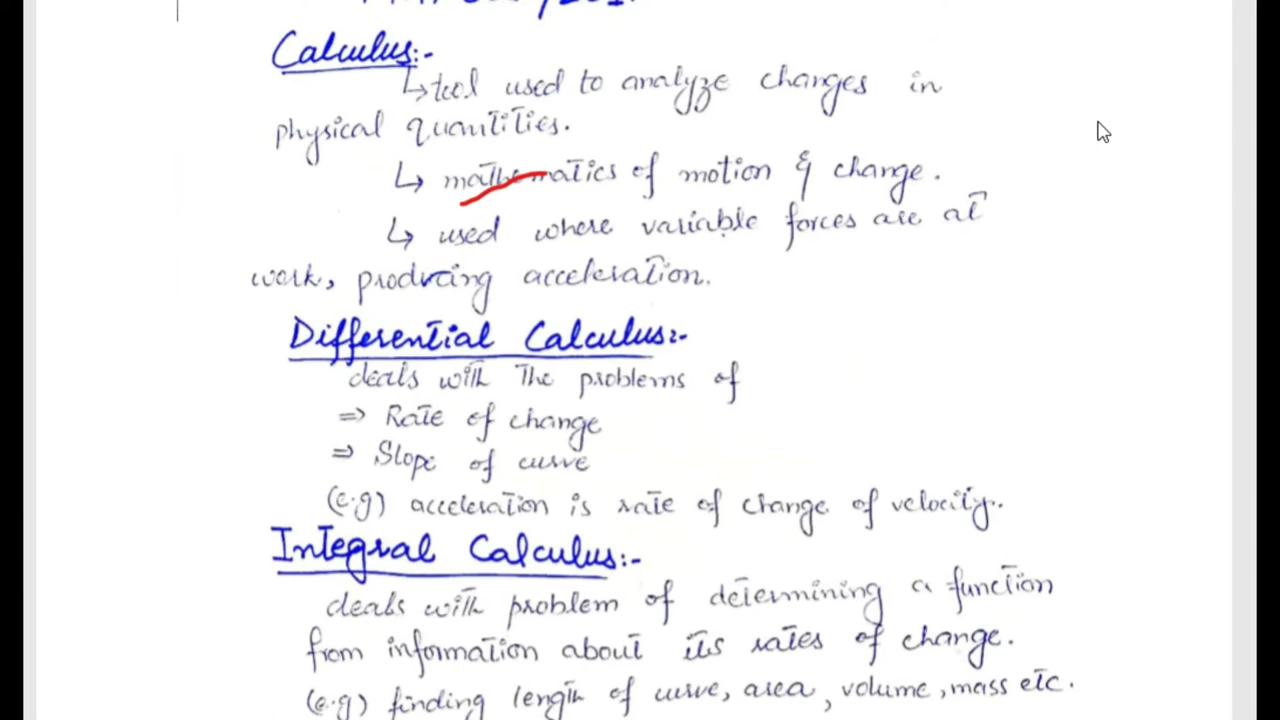 Calculus:-
↳ tool used to analyze changes in
physical quantities.
↳ mathematics of motion & change.
↳ used where variable forces are at
work, producing acceleration.
Differential Calculus:-
deals with The problems of
⇒ Rate of change
⇒ Slope of curve
(e.g) acceleration is rate of change of velocity.
Integral Calculus:-
deals with problem of determining a function
from information about its rates of change.
(e.g) finding length of curve, area, volume, mass etc.